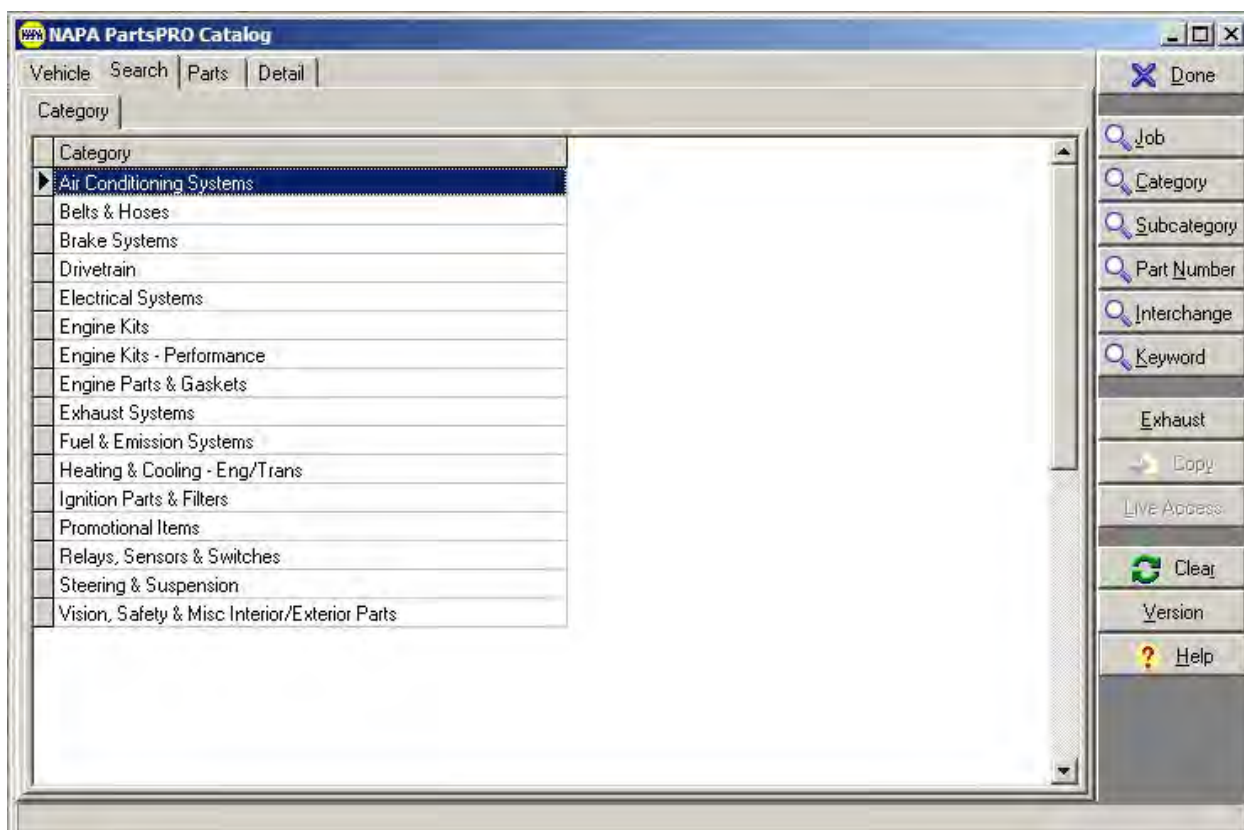 NAPA NAPA PartsPRO Catalog
Vehicle Search Parts Detail
Category
Category
Air Conditioning Systems
Belts & Hoses
Brake Systems
Drivetrain
Electrical Systems
Engine Kits
Engine Kits - Performance
Engine Parts & Gaskets
Exhaust Systems
Fuel & Emission Systems
Heating & Cooling - Eng/Trans
Ignition Parts & Filters
Promotional Items
Relays, Sensors & Switches
Steering & Suspension
Vision, Safety & Misc Interior/Exterior Parts
Done
Job
Category
Subcategory
Part Number
Interchange
Keyword
Exhaust
Copy
Live Access
Clear
Version
? Help